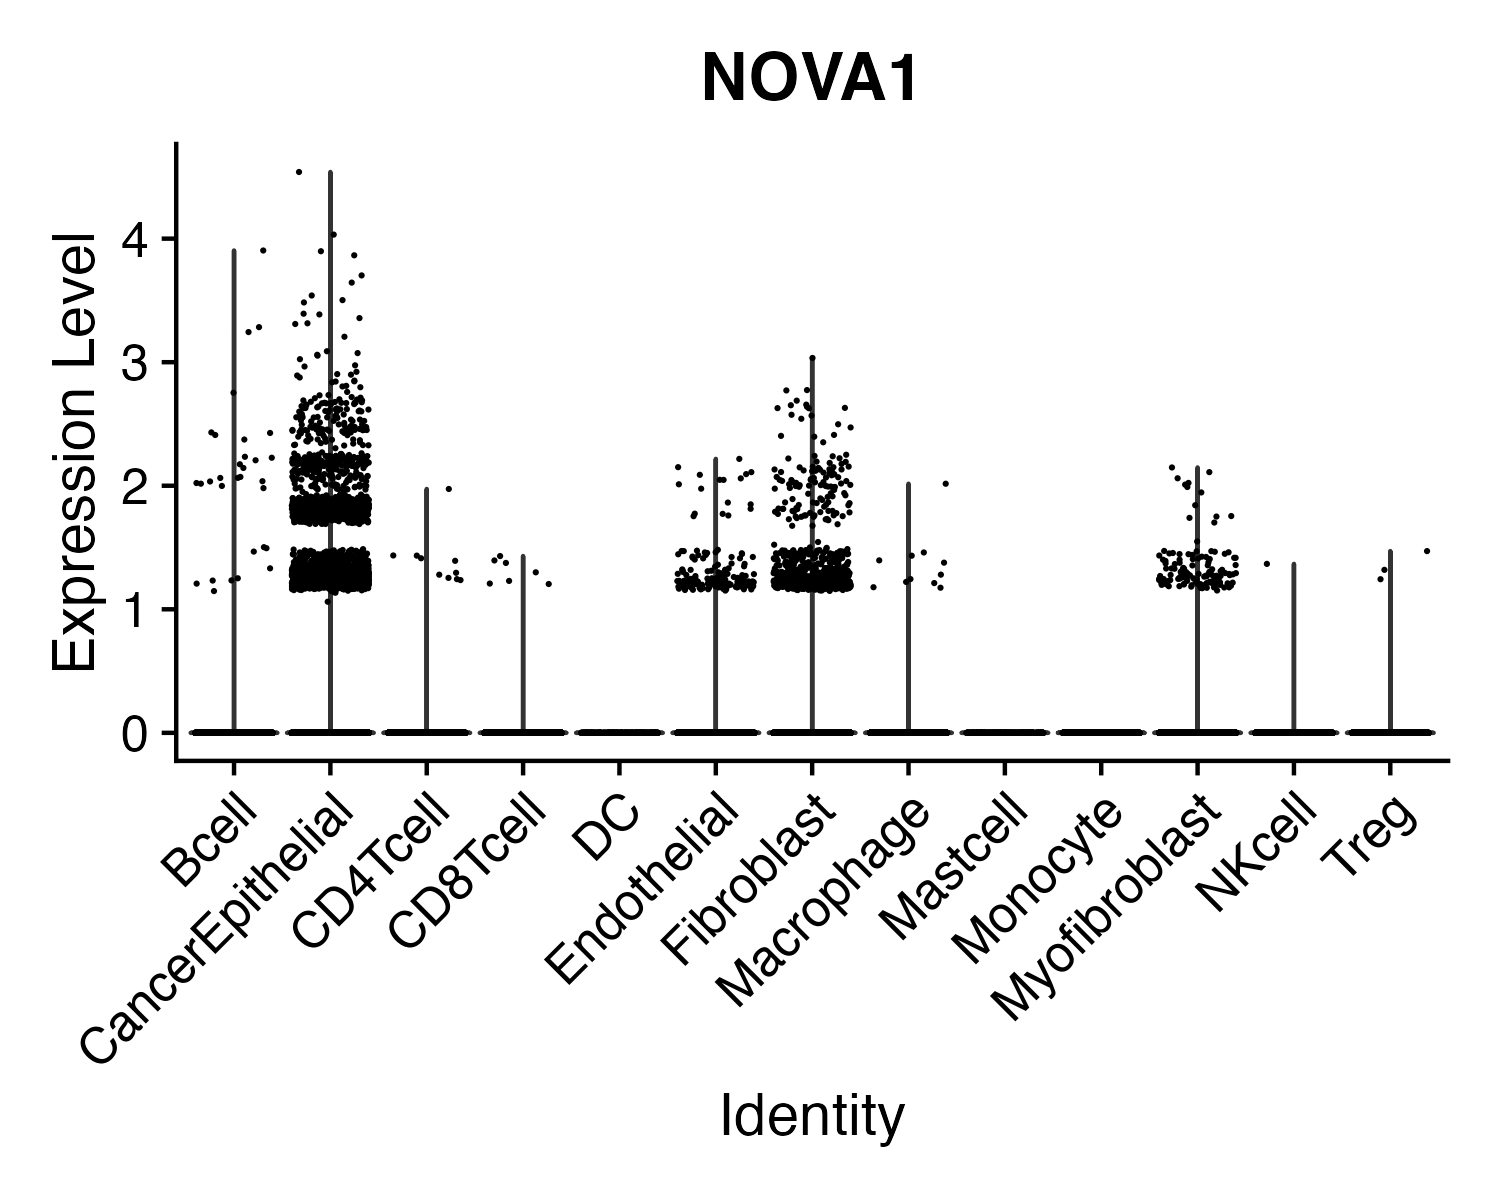 NOVA1
Expression Level
4
3
2
1
0
Bcell
CancerEpithelial
CD4Tcell
CD8Tcell
DC
Endothelial
Fibroblast
Macrophage
Mastcell
Monocyte
Myofibroblast
NKcell
Treg
Identity